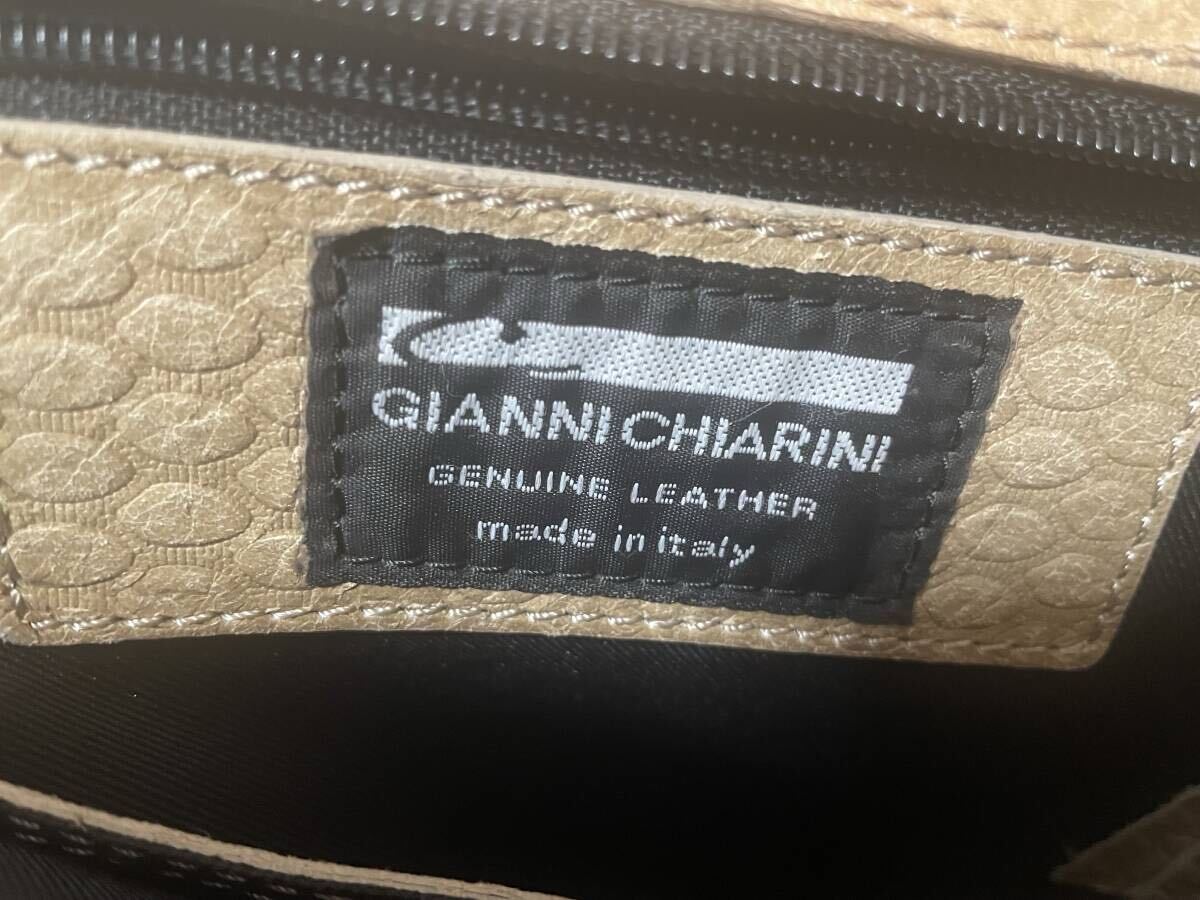 GIANNI CHIARINI
GENUINE LEATHER
made in italy